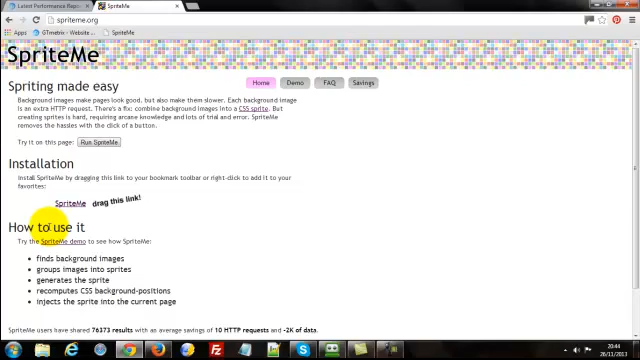 Latest Performance Repo
SpriteMe
spriteme.org
Apps
GTmetrix - Website ...
SpriteMe
SpriteMe
Home
Demo
FAQ
Savings
Spriting made easy
Background images make pages look good, but also make them slower. Each background image
is an extra HTTP request. There's a fix: combine background images into a CSS sprite. But
creating sprites is hard, requiring arcane knowledge and lots of trial and error. SpriteMe
removes the hassles with the click of a button.
Try it on this page: Run SpriteMe
Installation
Install SpriteMe by dragging this link to your bookmark toolbar or right-click to add it to your
favorites:
SpriteMe drag this link!
How to use it
Try the SpriteMe demo to see how SpriteMe:
• finds background images
• groups images into sprites
• generates the sprite
• recomputes CSS background-positions
• injects the sprite into the current page
SpriteMe users have shared 76373 results with an average savings of 10 HTTP requests and -2K of data.
20:44
26/11/2013